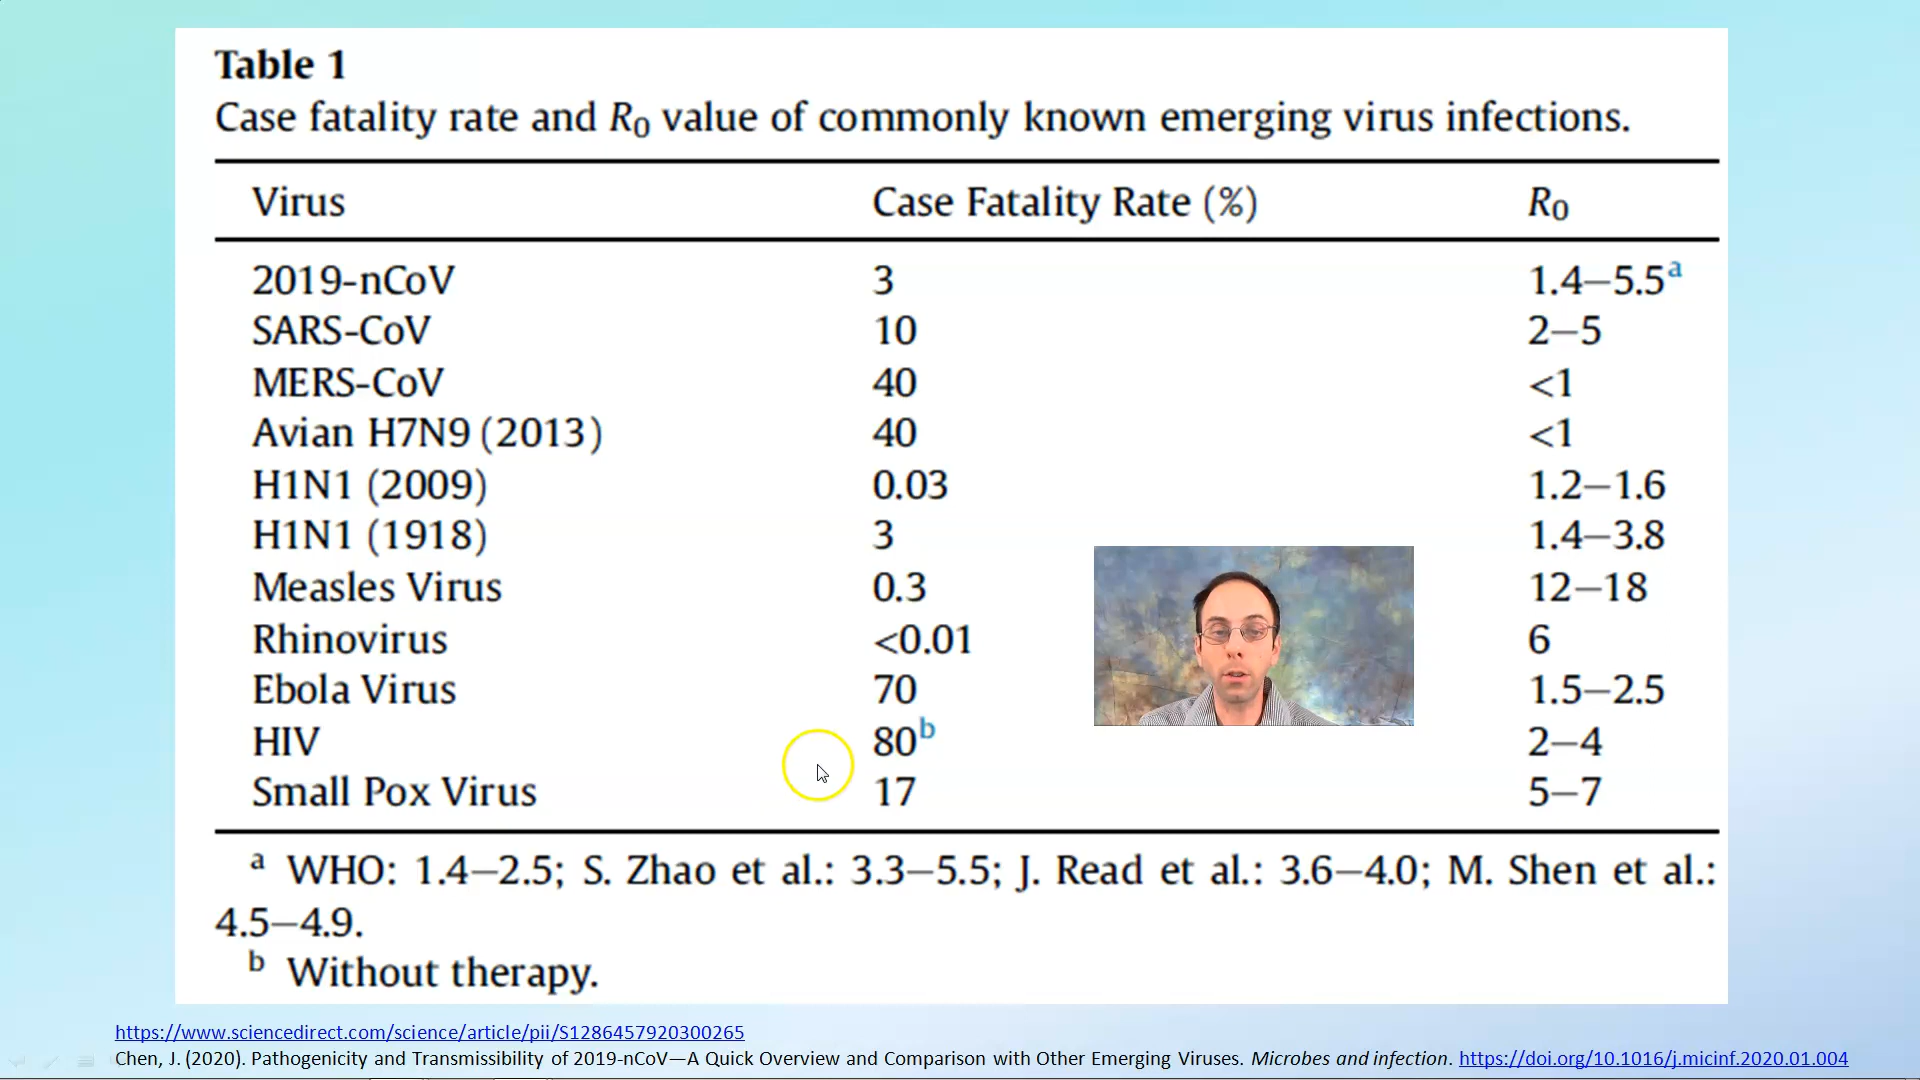 Table 1
Case fatality rate and R0 value of commonly known emerging virus infections.
Virus Case Fatality Rate (%) R0
2019-nCoV 3 1.4–5.5a
SARS-CoV 10 2–5
MERS-CoV 40 <1
Avian H7N9 (2013) 40 <1
H1N1 (2009) 0.03 1.2–1.6
H1N1 (1918) 3 1.4–3.8
Measles Virus 0.3 12–18
Rhinovirus <0.01 6
Ebola Virus 70 1.5–2.5
HIV 80b 2–4
Small Pox Virus 17 5–7
a WHO: 1.4–2.5; S. Zhao et al.: 3.3–5.5; J. Read et al.: 3.6–4.0; M. Shen et al.:
4.5–4.9.
b Without therapy.
https://www.sciencedirect.com/science/article/pii/S1286457920300265
Chen, J. (2020). Pathogenicity and Transmissibility of 2019-nCoV—A Quick Overview and Comparison with Other Emerging Viruses. Microbes and infection. https://doi.org/10.1016/j.micinf.2020.01.004